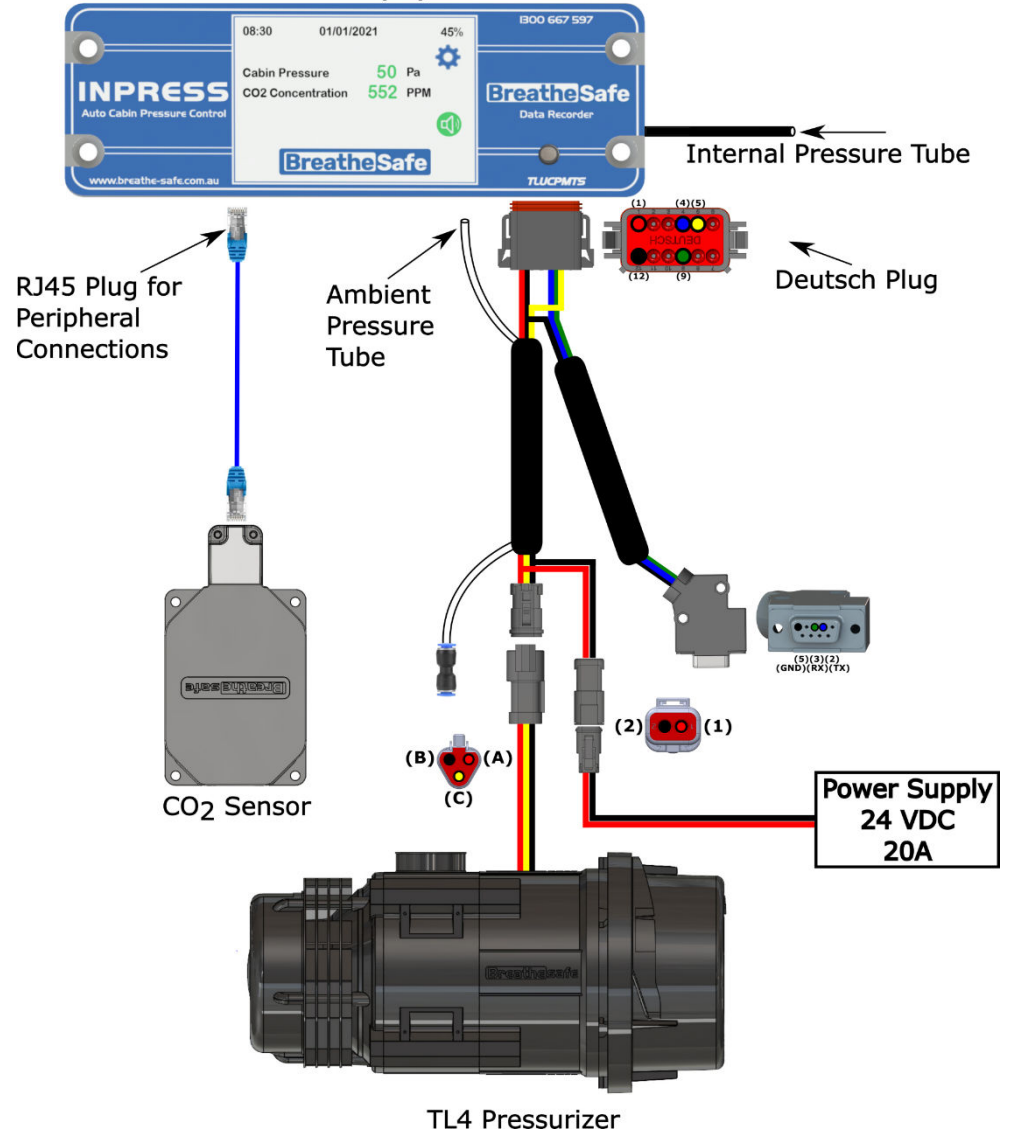 1300 667 597
08:30 01/01/2021 45%
Cabin Pressure 50 Pa
CO2 Concentration 552 PPM
INPRESS
Auto Cabin Pressure Control
BreatheSafe
Data Recorder
BreatheSafe
www.breathe-safe.com.au
TLUCPMTS
Internal Pressure Tube
(1) (4)(5)
DEUTSCH
(12) (9)
Deutsch Plug
RJ45 Plug for
Peripheral
Connections
Ambient
Pressure
Tube
(5)(3)(2)
(GND)(RX)(TX)
Breathesafe
(2) (1)
(B) (A)
(C)
CO2 Sensor
Power Supply
24 VDC
20A
Breathesafe
TL4 Pressurizer